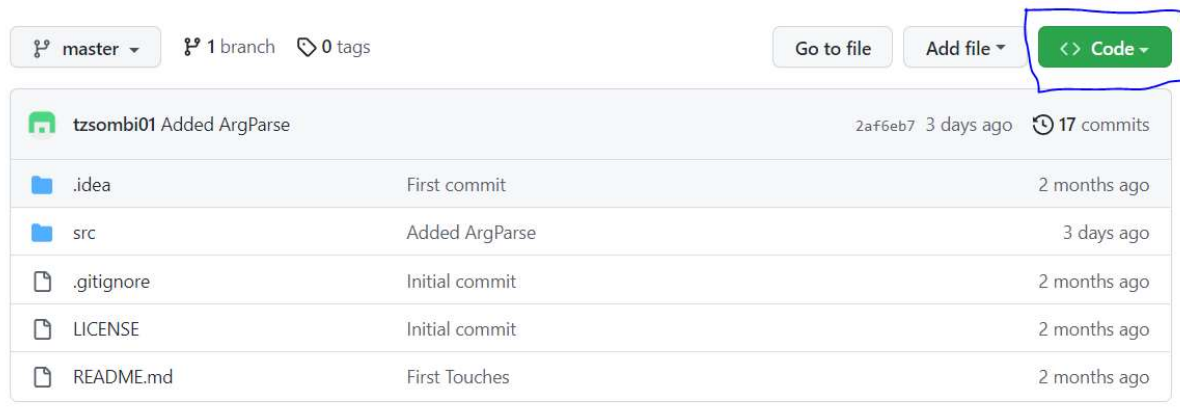 master 1 branch 0 tags Go to file Add file <> Code
tzsombi01 Added ArgParse 2af6eb7 3 days ago 17 commits
.idea First commit 2 months ago
src Added ArgParse 3 days ago
.gitignore Initial commit 2 months ago
LICENSE Initial commit 2 months ago
README.md First Touches 2 months ago